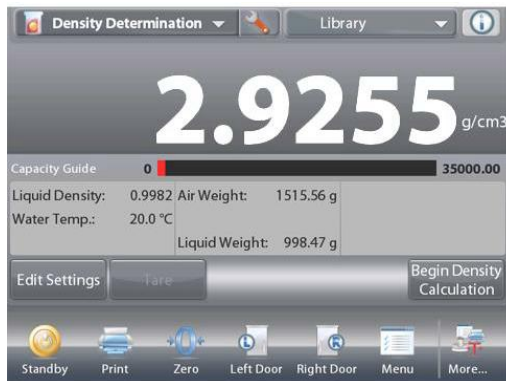 Density Determination
Library
2.9255 g/cm3
Capacity Guide 0 35000.00
Liquid Density: 0.9982 Air Weight: 1515.56 g
Water Temp.: 20.0 °C
Liquid Weight: 998.47 g
Edit Settings Tare Begin Density
Calculation
Standby Print Zero Left Door Right Door Menu More...